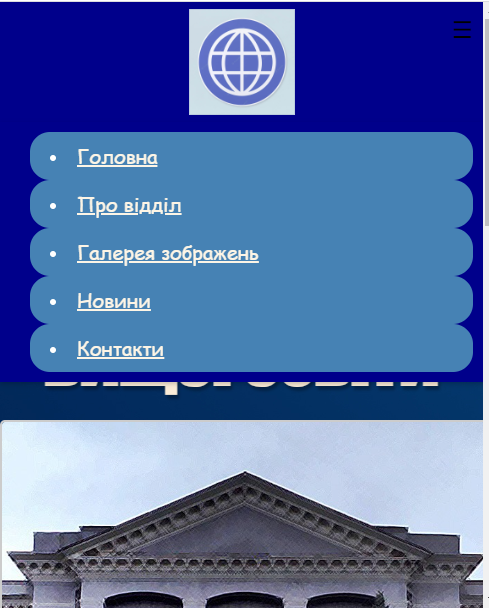 Головна
Про відділ
Галерея зображень
Новини
Контакти